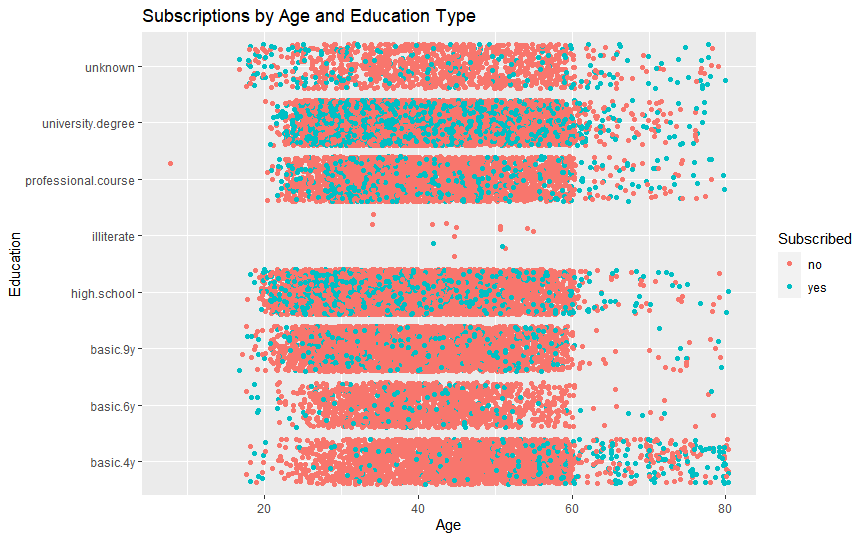 Subscriptions by Age and Education Type
Education
unknown
university.degree
professional.course
illiterate
high.school
basic.9y
basic.6y
basic.4y
20 40 60 80
Age
Subscribed
no
yes